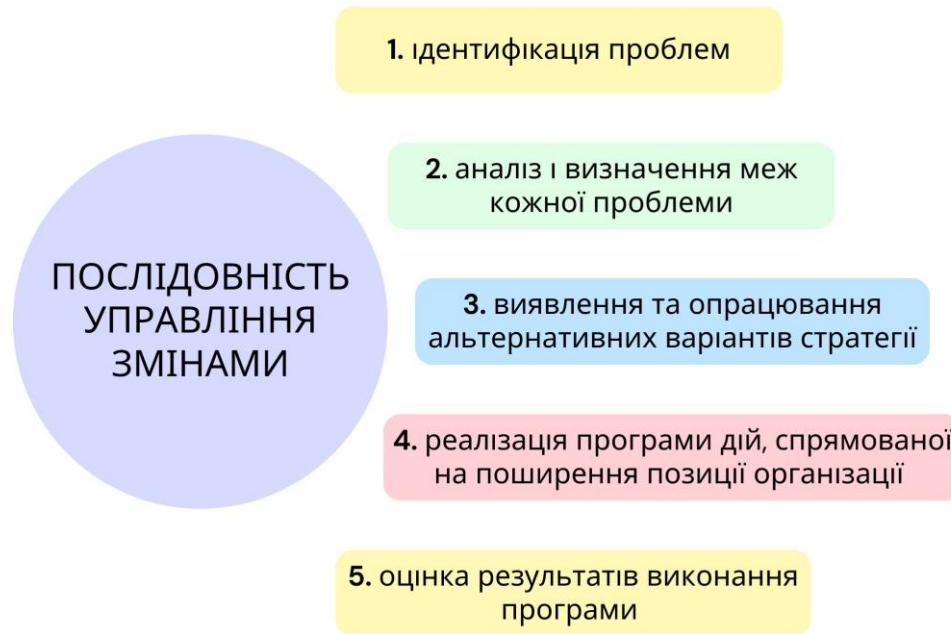 1. ідентифікація проблем
2. аналіз і визначення меж
кожної проблеми
ПОСЛІДОВНІСТЬ
УПРАВЛІННЯ
ЗМІНАМИ
3. виявлення та опрацювання
альтернативних варіантів стратегії
4. реалізація програми дій, спрямованої
на поширення позиції організації
5. оцінка результатів виконання
програми